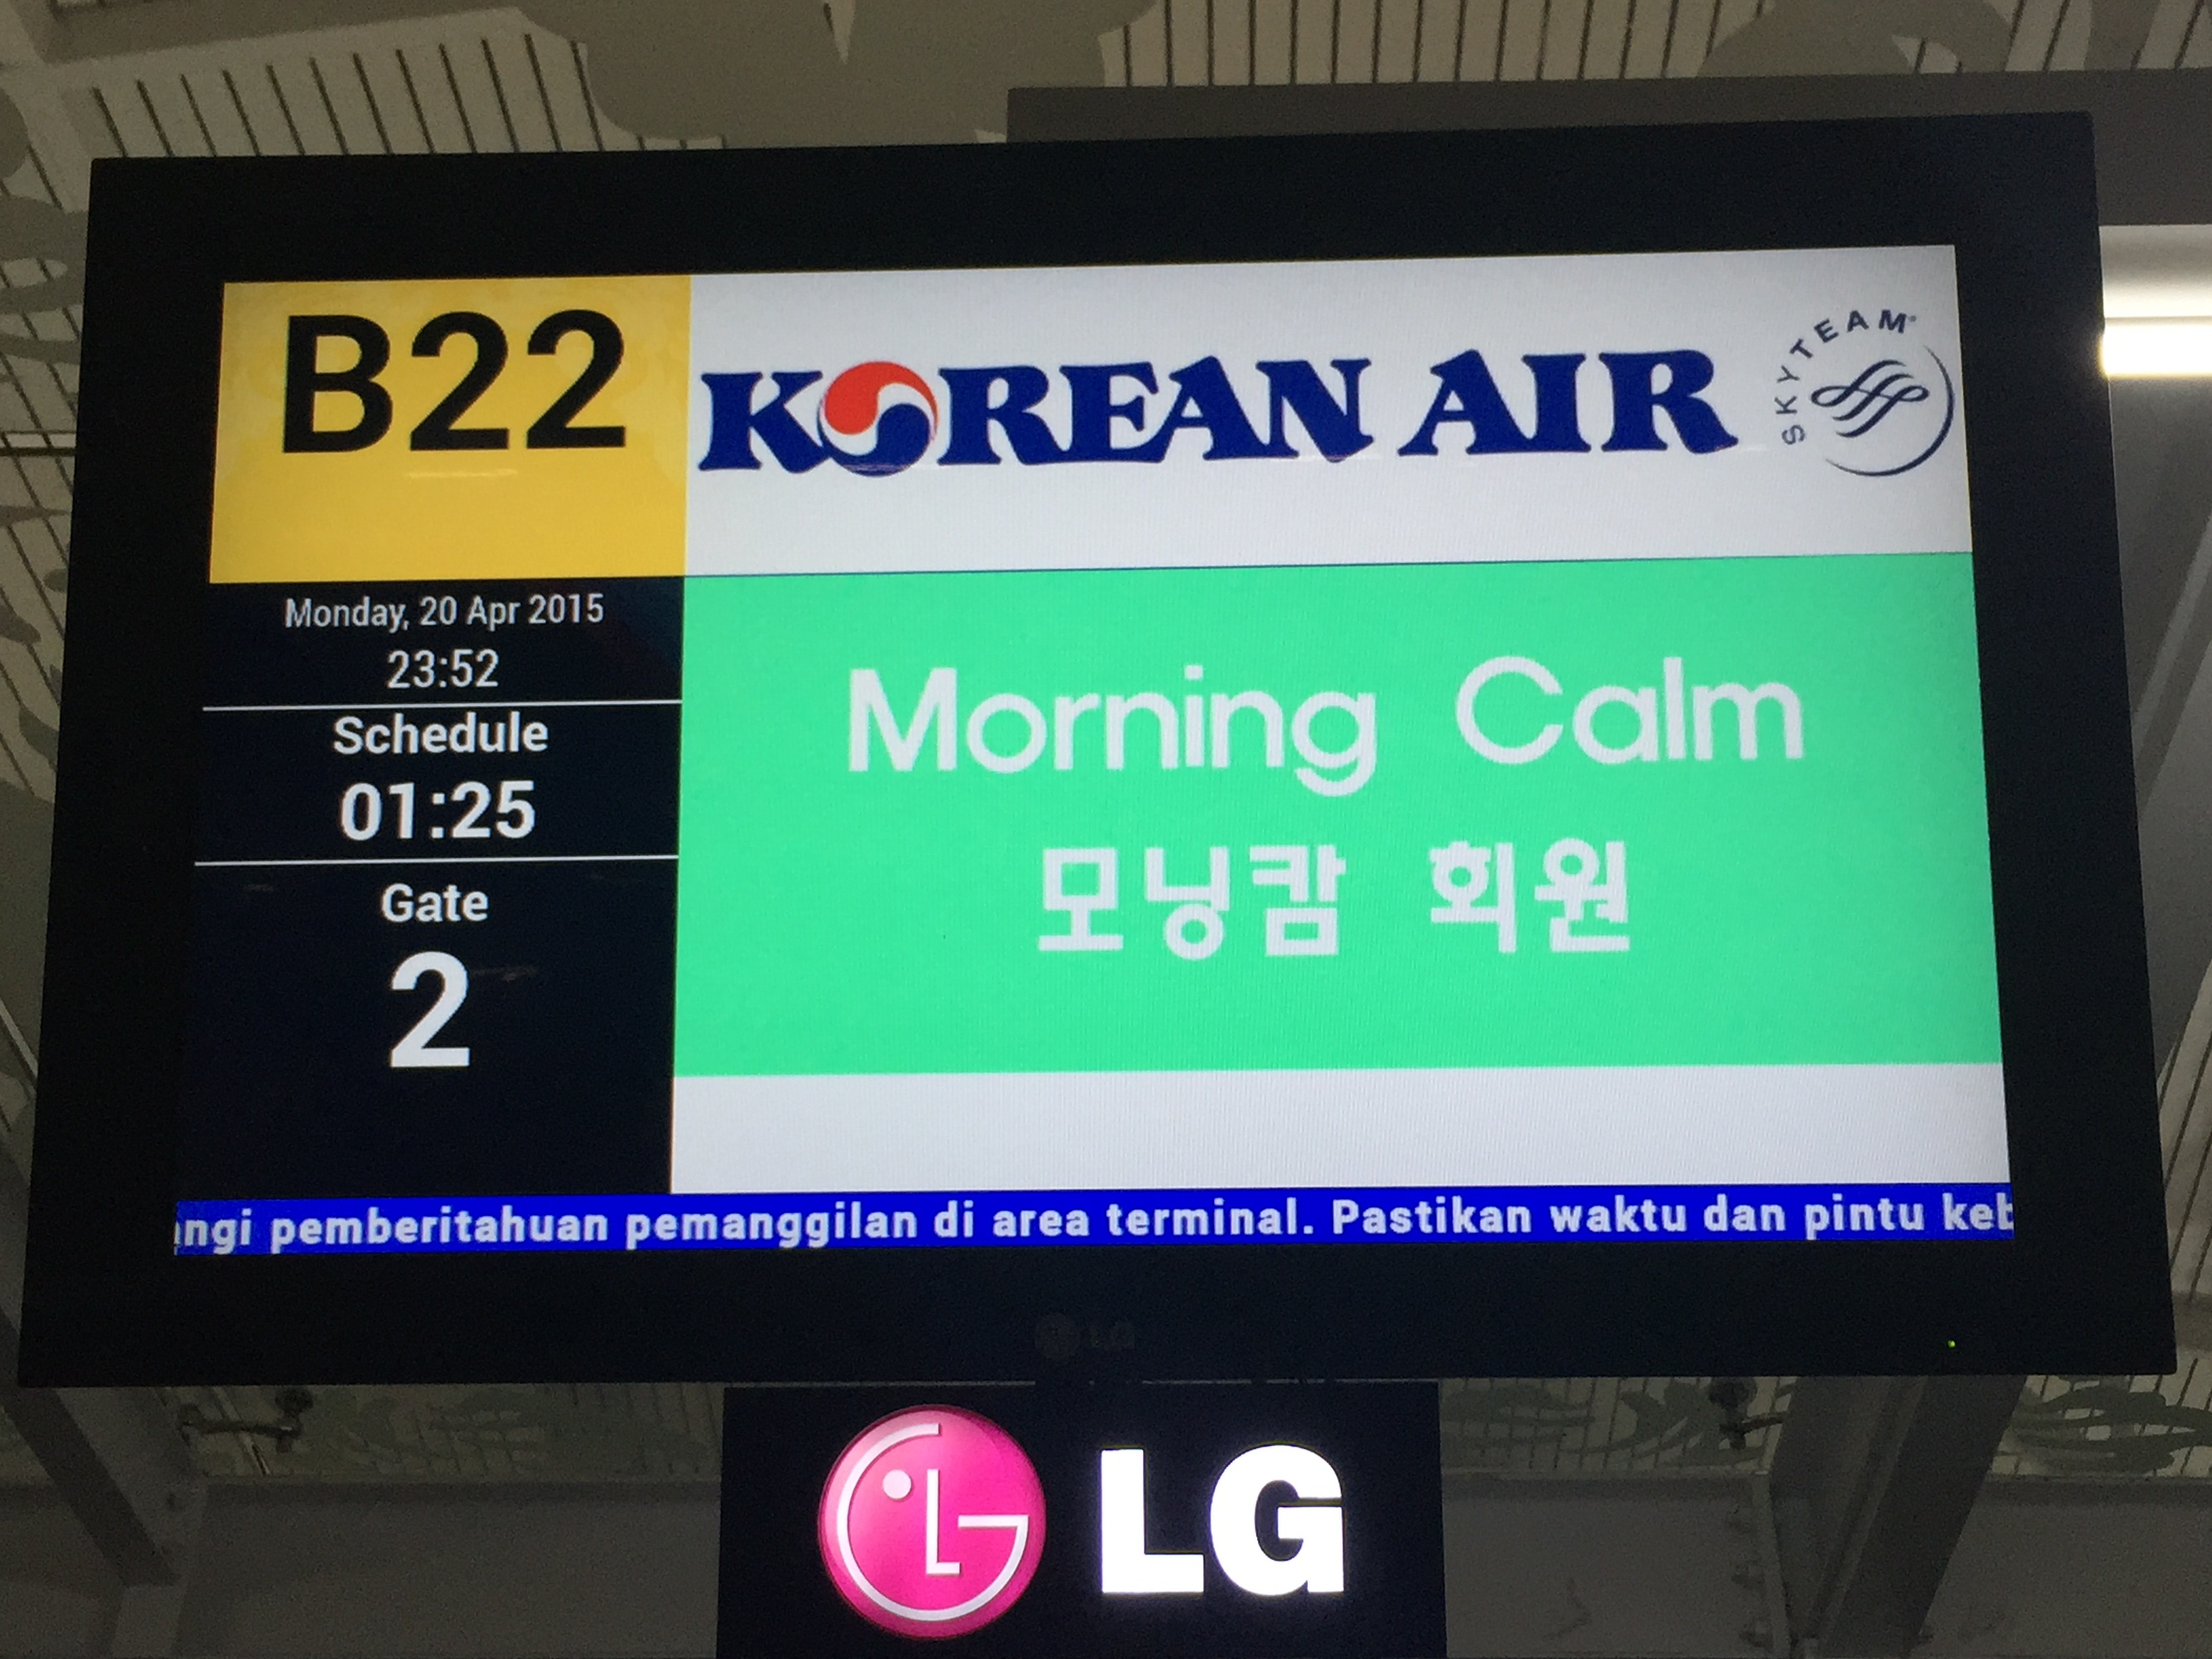 B22
KOREAN AIR
SKYTEAM
Monday, 20 Apr 2015
23:52
Schedule
01:25
Gate
2
Morning Calm
모닝캄 회원
pemberitahuan pemanggilan di area terminal. Pastikan waktu dan pintu
LG
LG